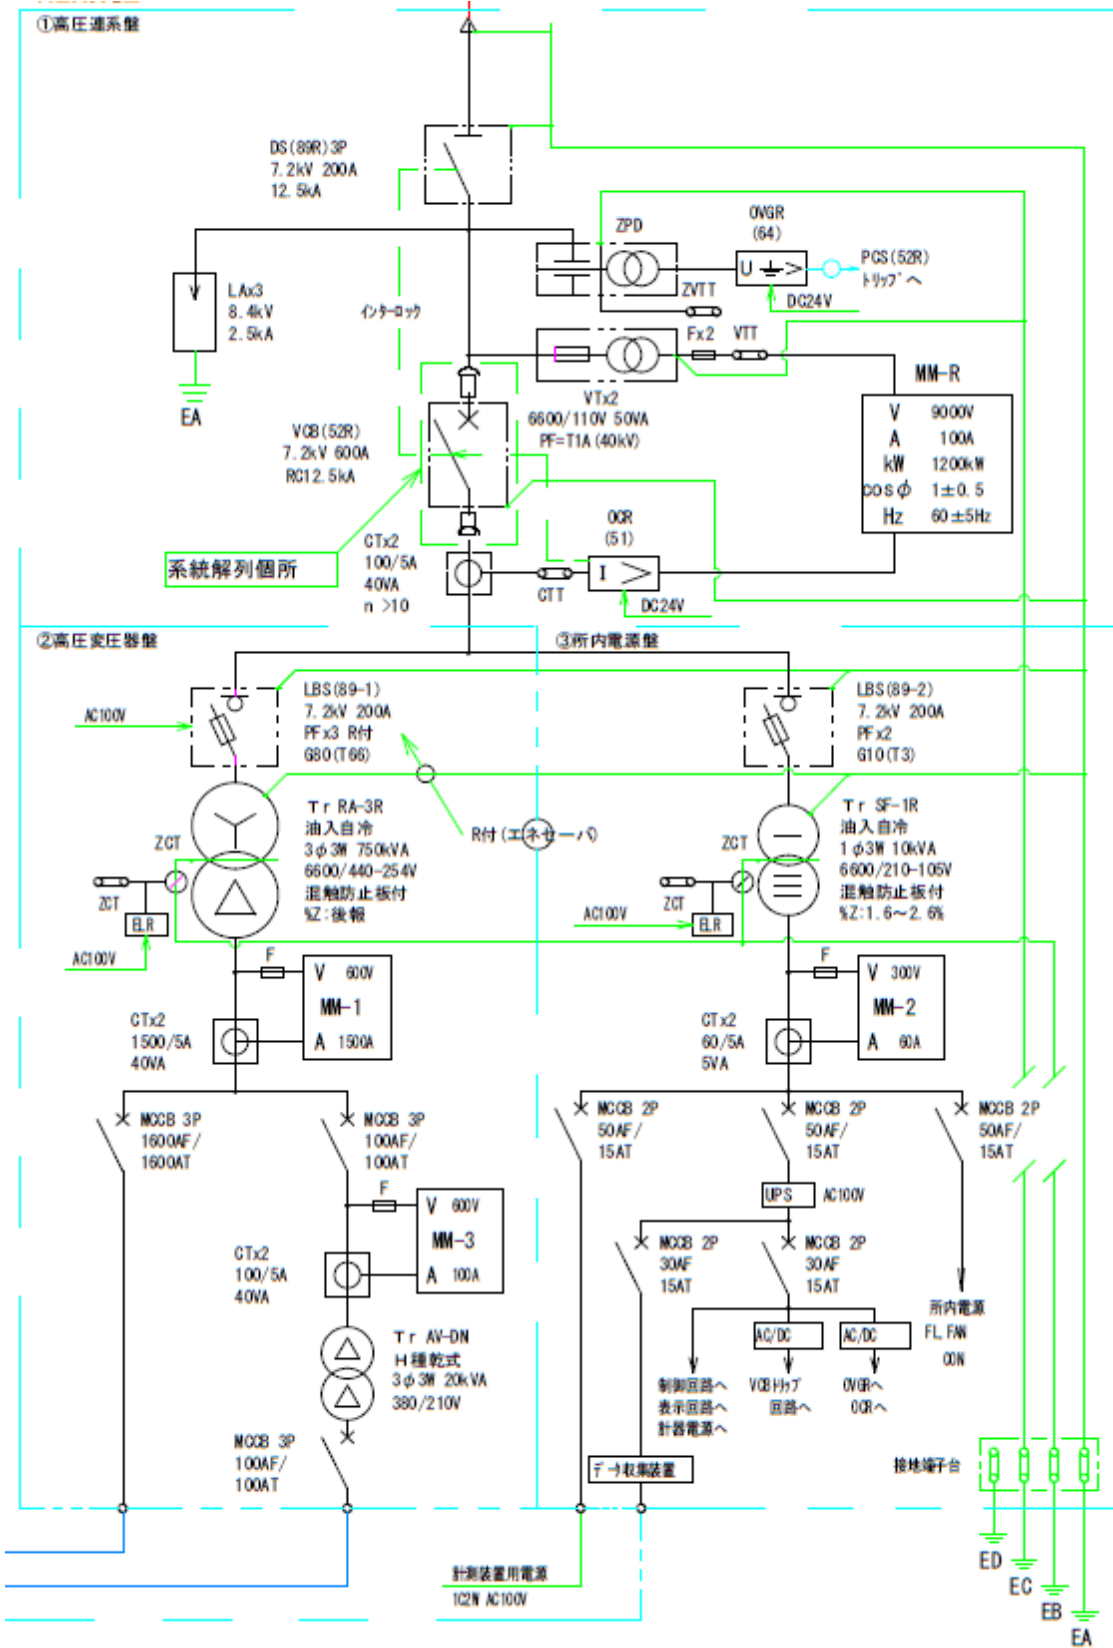 ①高圧連系盤
DS(89R)3P
7.2kV 200A
12.5kA
ZPD
OVGR
(64)
U
PCS(52R)
トリップへ
DC24V
ZVTT
LAx3
8.4kV
2.5kA
EA
インターロック
Fx2
VTT
VTx2
6600/110V 50VA
PF=T1A(40kV)
MM-R
V 9000V
A 100A
kW 1200kW
cosφ 1±0.5
Hz 60±5Hz
VCB(52R)
7.2kV 600A
RC12.5kA
系統解列個所
CTx2
100/5A
40VA
n >10
OCR
(51)
I >
CTT
DC24V
②高圧変圧器盤
③所内電源盤
AC100V
LBS(89-1)
7.2kV 200A
PFx3 R付
G80(T66)
LBS(89-2)
7.2kV 200A
PFx2
G10(T3)
R付(エネセーバ)
ZCT
Tr RA-3R
油入自冷
3φ3W 750kVA
6600/440-254V
混触防止板付
%Z:後報
ZCT
ELR
AC100V
ZCT
Tr SF-1R
油入自冷
1φ3W 10kVA
6600/210-105V
混触防止板付
%Z:1.6～2.6%
ZCT
ELR
AC100V
F
V 600V
MM-1
A 1500A
CTx2
1500/5A
40VA
F
V 300V
MM-2
A 60A
CTx2
60/5A
5VA
MCCB 3P
1600AF/
1600AT
MCCB 3P
100AF/
100AT
MCCB 2P
50AF/
15AT
MCCB 2P
50AF/
15AT
MCCB 2P
50AF/
15AT
UPS
AC100V
F
V 600V
MM-3
A 100A
CTx2
100/5A
40VA
MCCB 2P
30AF
15AT
MCCB 2P
30AF
15AT
所内電源
FL,FAN
CON
Tr AV-DN
H種乾式
3φ3W 20kVA
380/210V
AC/DC
AC/DC
制御回路へ
表示回路へ
計器電源へ
VCBトリップ
回路へ
OVGRへ
OCRへ
MCCB 3P
100AF/
100AT
データ収集装置
接地端子台
計測装置用電源
1C2W AC100V
ED
EC
EB
EA